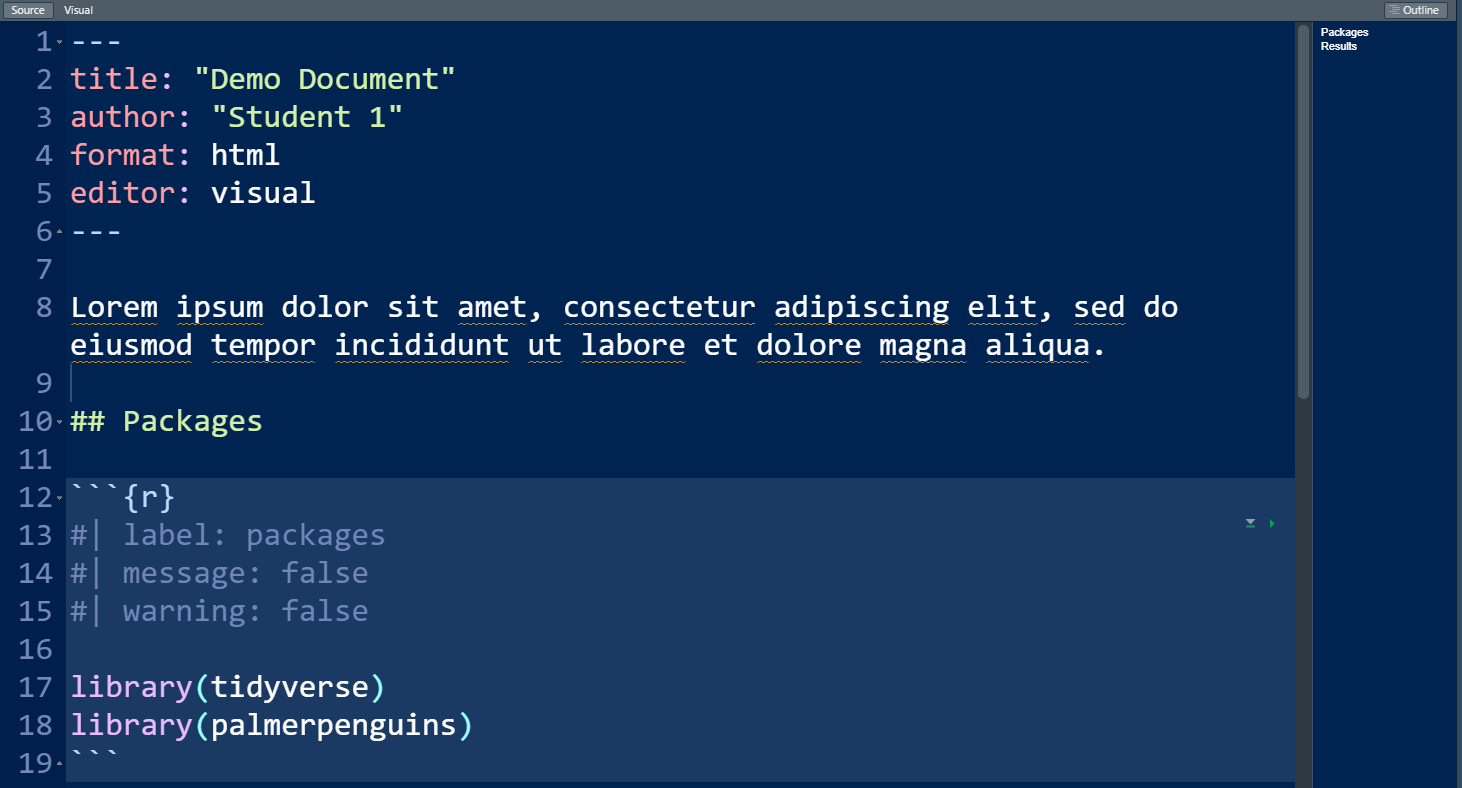 Source Visual Outline
1 ---
2 title: "Demo Document"
3 author: "Student 1"
4 format: html
5 editor: visual
6 ---
7
8 Lorem ipsum dolor sit amet, consectetur adipiscing elit, sed do
eiusmod tempor incididunt ut labore et dolore magna aliqua.
9
10 ## Packages
11
12 ```{r}
13 #| label: packages
14 #| message: false
15 #| warning: false
16
17 library(tidyverse)
18 library(palmerpenguins)
19 ```
Packages
Results